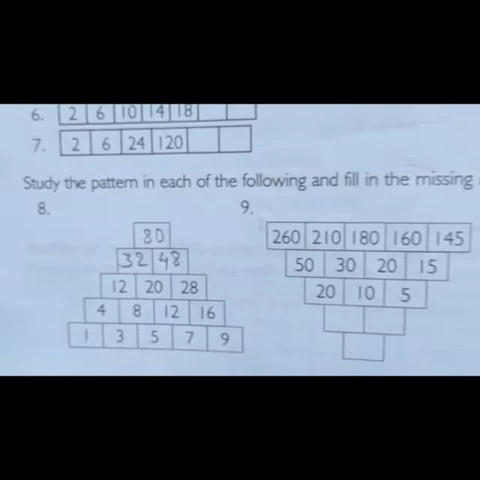 6. 2 6 10 14 18
7. 2 6 24 120
Study the pattern in each of the following and fill in the missing
8. 9.
80
32 48
12 20 28
4 8 12 16
1 3 5 7 9
260 210 180 160 145
50 30 20 15
20 10 5